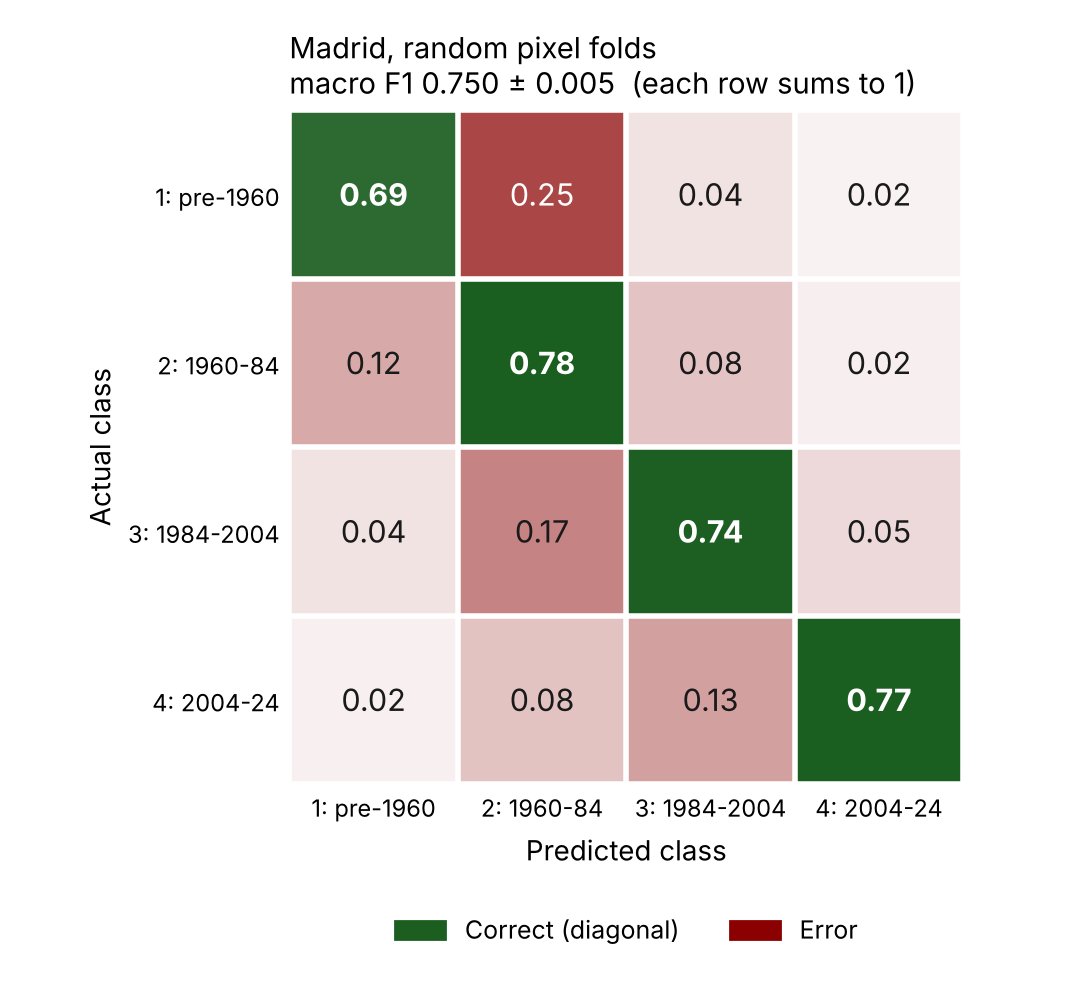 Madrid, random pixel folds
macro F1 0.750 ± 0.005 (each row sums to 1)
1: pre-1960 0.69 0.25 0.04 0.02
2: 1960-84 0.12 0.78 0.08 0.02
Actual class
3: 1984-2004 0.04 0.17 0.74 0.05
4: 2004-24 0.02 0.08 0.13 0.77
1: pre-1960 2: 1960-84 3: 1984-2004 4: 2004-24
Predicted class
Correct (diagonal) Error